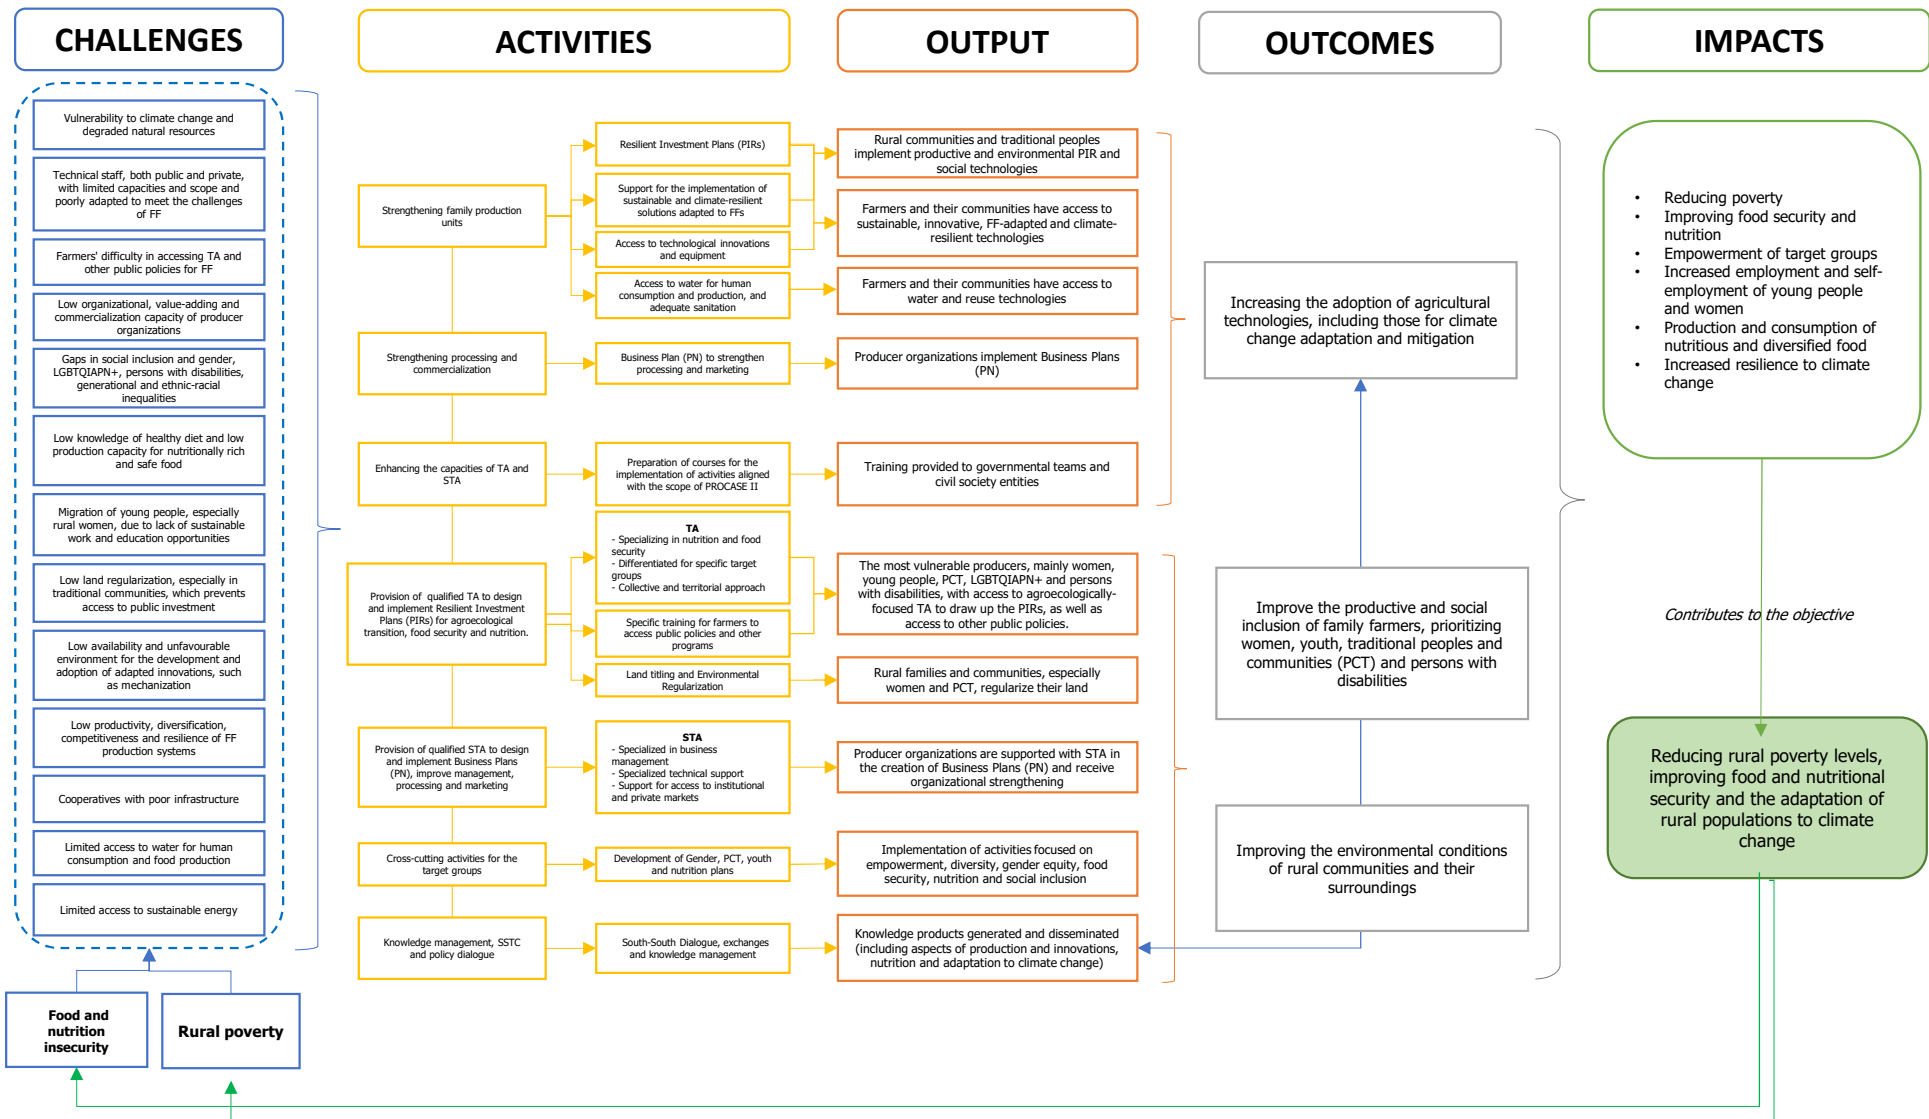 CHALLENGES
ACTIVITIES
OUTPUT
OUTCOMES
IMPACTS
Vulnerability to climate change and
degraded natural resources
Technical staff, both public and private,
with limited capacities and scope and
poorly adapted to meet the challenges
of FF
Farmers' difficulty in accessing TA and
other public policies for FF
Low organizational, value-adding and
commercialization capacity of producer
organizations
Gaps in social inclusion and gender,
LGBTQIAPN+, persons with disabilities,
generational and ethnic-racial
inequalities
Low knowledge of healthy diet and low
production capacity for nutritionally rich
and safe food
Migration of young people, especially
rural women, due to lack of sustainable
work and education opportunities
Low land regularization, especially in
traditional communities, which prevents
access to public investment
Low availability and unfavourable
environment for the development and
adoption of adapted innovations, such
as mechanization
Low productivity, diversification,
competitiveness and resilience of FF
production systems
Cooperatives with poor infrastructure
Limited access to water for human
consumption and food production
Limited access to sustainable energy
Food and
nutrition
insecurity
Rural poverty
Strengthening family production
units
Strengthening processing and
commercialization
Enhancing the capacities of TA and
STA
Provision of qualified TA to design
and implement Resilient Investment
Plans (PIRs) for agroecological
transition, food security and nutrition.
Provision of qualified STA to design
and implement Business Plans
(PN), improve management,
processing and marketing
Cross-cutting activities for the
target groups
Knowledge management, SSTC
and policy dialogue
Resilient Investment Plans (PIRs)
Support for the implementation of
sustainable and climate-resilient
solutions adapted to FFs
Access to technological innovations
and equipment
Access to water for human
consumption and production, and
adequate sanitation
Business Plan (PN) to strengthen
processing and marketing
Preparation of courses for the
implementation of activities aligned
with the scope of PROCASE II
TA
- Specializing in nutrition and food
security
- Differentiated for specific target
groups
- Collective and territorial approach
Specific training for farmers to
access public policies and other
programs
Land titling and Environmental
Regularization
STA
- Specialized in business
management
- Specialized technical support
- Support for access to institutional
and private markets
Development of Gender, PCT, youth
and nutrition plans
South-South Dialogue, exchanges
and knowledge management
Rural communities and traditional peoples
implement productive and environmental PIR and
social technologies
Farmers and their communities have access to
sustainable, innovative, FF-adapted and climate-
resilient technologies
Farmers and their communities have access to
water and reuse technologies
Producer organizations implement Business Plans
(PN)
Training provided to governmental teams and
civil society entities
The most vulnerable producers, mainly women,
young people, PCT, LGBTQIAPN+ and persons
with disabilities, with access to agroecologically-
focused TA to draw up the PIRs, as well as
access to other public policies.
Rural families and communities, especially
women and PCT, regularize their land
Producer organizations are supported with STA in
the creation of Business Plans (PN) and receive
organizational strengthening
Implementation of activities focused on
empowerment, diversity, gender equity, food
security, nutrition and social inclusion
Knowledge products generated and disseminated
(including aspects of production and innovations,
nutrition and adaptation to climate change)
Increasing the adoption of agricultural
technologies, including those for climate
change adaptation and mitigation
Improve the productive and social
inclusion of family farmers, prioritizing
women, youth, traditional peoples and
communities (PCT) and persons with
disabilities
Improving the environmental conditions
of rural communities and their
surroundings
• Reducing poverty
• Improving food security and
nutrition
• Empowerment of target groups
• Increased employment and self-
employment of young people
and women
• Production and consumption of
nutritious and diversified food
• Increased resilience to climate
change
Contributes to the objective
Reducing rural poverty levels,
improving food and nutritional
security and the adaptation of
rural populations to climate
change